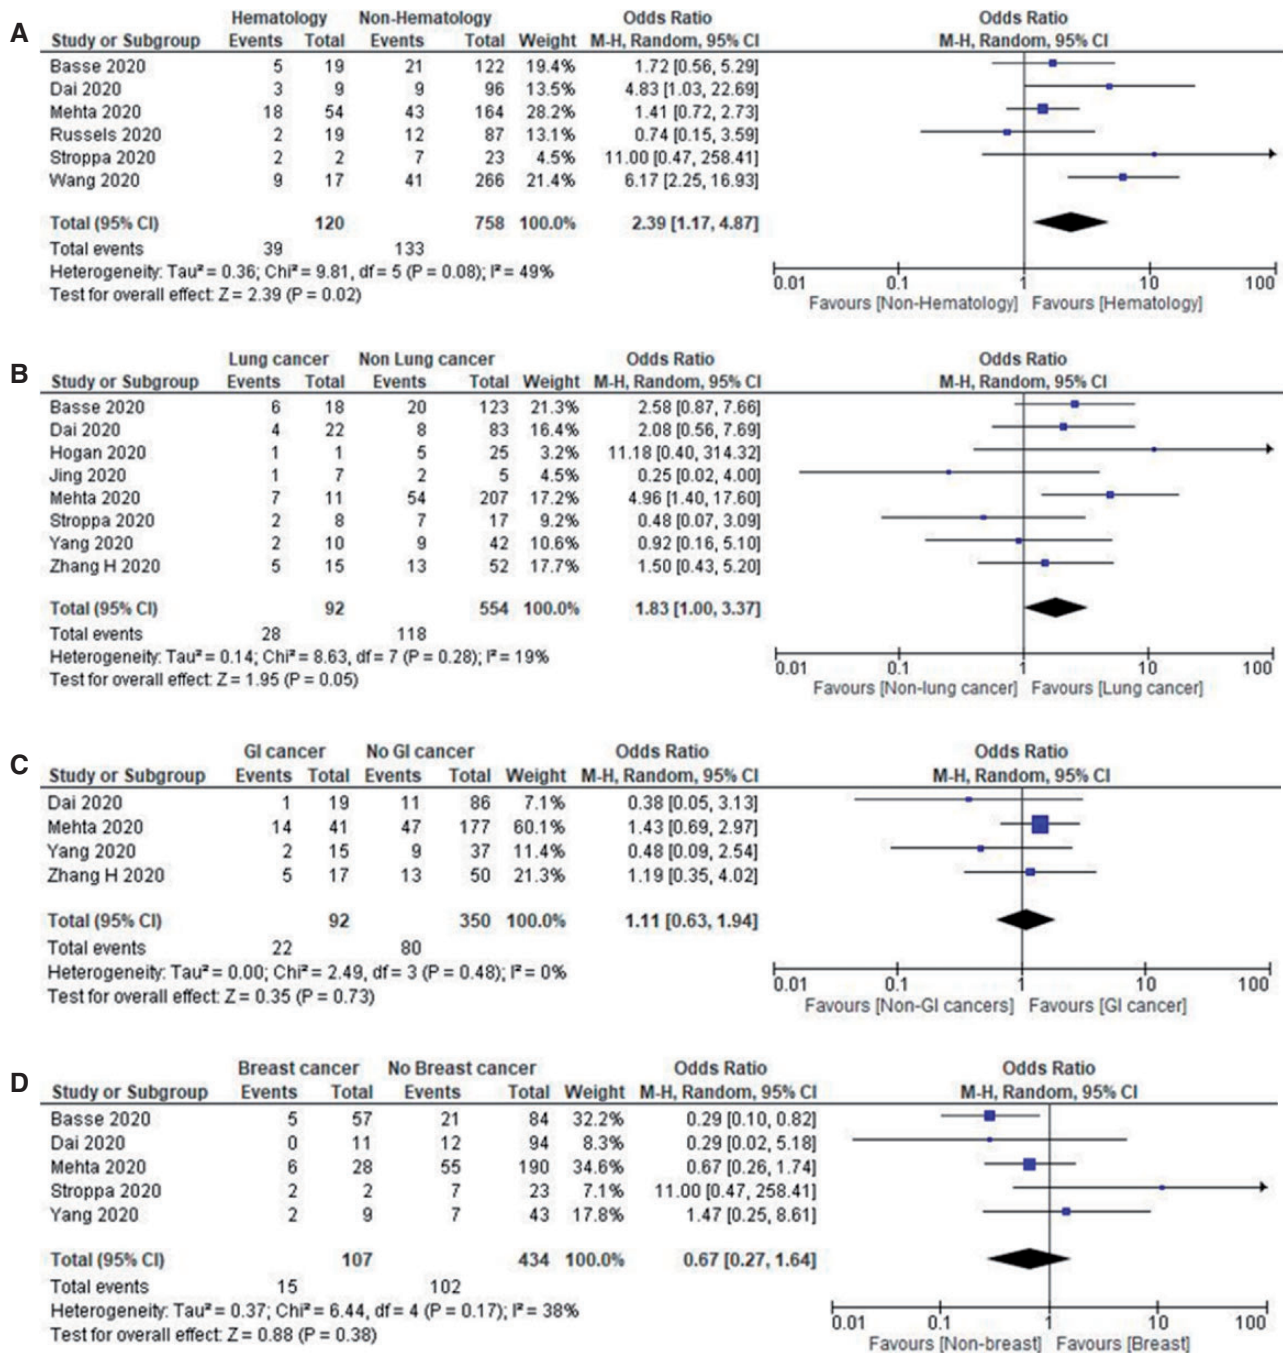 A
Hematology Non-Hematology Odds Ratio Odds Ratio
Study or Subgroup Events Total Events Total Weight M-H, Random, 95% CI M-H, Random, 95% CI
Basse 2020 5 19 21 122 19.4% 1.72 [0.56, 5.29]
Dai 2020 3 9 9 96 13.5% 4.83 [1.03, 22.69]
Mehta 2020 18 54 43 164 28.2% 1.41 [0.72, 2.73]
Russels 2020 2 19 12 87 13.1% 0.74 [0.15, 3.59]
Stroppa 2020 2 2 7 23 4.5% 11.00 [0.47, 258.41]
Wang 2020 9 17 41 266 21.4% 6.17 [2.25, 16.93]
Total (95% CI) 120 758 100.0% 2.39 [1.17, 4.87]
Total events 39 133
Heterogeneity: Tau² = 0.36; Chi² = 9.81, df = 5 (P = 0.08); I² = 49%
Test for overall effect: Z = 2.39 (P = 0.02)
0.01 0.1 1 10 100
Favours [Non-Hematology] Favours [Hematology]
B
Lung cancer Non Lung cancer Odds Ratio Odds Ratio
Study or Subgroup Events Total Events Total Weight M-H, Random, 95% CI M-H, Random, 95% CI
Basse 2020 6 18 20 123 21.3% 2.58 [0.87, 7.66]
Dai 2020 4 22 8 83 16.4% 2.08 [0.56, 7.69]
Hogan 2020 1 1 5 25 3.2% 11.18 [0.40, 314.32]
Jing 2020 1 7 2 5 4.5% 0.25 [0.02, 4.00]
Mehta 2020 7 11 54 207 17.2% 4.96 [1.40, 17.60]
Stroppa 2020 2 8 7 17 9.2% 0.48 [0.07, 3.09]
Yang 2020 2 10 9 42 10.6% 0.92 [0.16, 5.10]
Zhang H 2020 5 15 13 52 17.7% 1.50 [0.43, 5.20]
Total (95% CI) 92 554 100.0% 1.83 [1.00, 3.37]
Total events 28 118
Heterogeneity: Tau² = 0.14; Chi² = 8.63, df = 7 (P = 0.28); I² = 19%
Test for overall effect: Z = 1.95 (P = 0.05)
0.01 0.1 1 10 100
Favours [Non-lung cancer] Favours [Lung cancer]
C
GI cancer No GI cancer Odds Ratio Odds Ratio
Study or Subgroup Events Total Events Total Weight M-H, Random, 95% CI M-H, Random, 95% CI
Dai 2020 1 19 11 86 7.1% 0.38 [0.05, 3.13]
Mehta 2020 14 41 47 177 60.1% 1.43 [0.69, 2.97]
Yang 2020 2 15 9 37 11.4% 0.48 [0.09, 2.54]
Zhang H 2020 5 17 13 50 21.3% 1.19 [0.35, 4.02]
Total (95% CI) 92 350 100.0% 1.11 [0.63, 1.94]
Total events 22 80
Heterogeneity: Tau² = 0.00; Chi² = 2.49, df = 3 (P = 0.48); I² = 0%
Test for overall effect: Z = 0.35 (P = 0.73)
0.01 0.1 1 10 100
Favours [Non-GI cancers] Favours [GI cancer]
D
Breast cancer No Breast cancer Odds Ratio Odds Ratio
Study or Subgroup Events Total Events Total Weight M-H, Random, 95% CI M-H, Random, 95% CI
Basse 2020 5 57 21 84 32.2% 0.29 [0.10, 0.82]
Dai 2020 0 11 12 94 8.3% 0.29 [0.02, 5.18]
Mehta 2020 6 28 55 190 34.6% 0.67 [0.26, 1.74]
Stroppa 2020 2 2 7 23 7.1% 11.00 [0.47, 258.41]
Yang 2020 2 9 7 43 17.8% 1.47 [0.25, 8.61]
Total (95% CI) 107 434 100.0% 0.67 [0.27, 1.64]
Total events 15 102
Heterogeneity: Tau² = 0.37; Chi² = 6.44, df = 4 (P = 0.17); I² = 38%
Test for overall effect: Z = 0.88 (P = 0.38)
0.01 0.1 1 10 100
Favours [Non-breast] Favours [Breast]